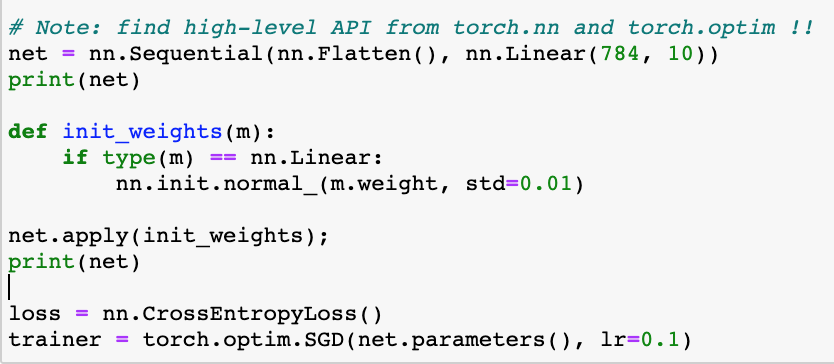 # Note: find high-level API from torch.nn and torch.optim !!
net = nn.Sequential(nn.Flatten(), nn.Linear(784, 10))
print(net)
def init_weights(m):
    if type(m) == nn.Linear:
        nn.init.normal_(m.weight, std=0.01)
net.apply(init_weights);
print(net)
loss = nn.CrossEntropyLoss()
trainer = torch.optim.SGD(net.parameters(), lr=0.1)